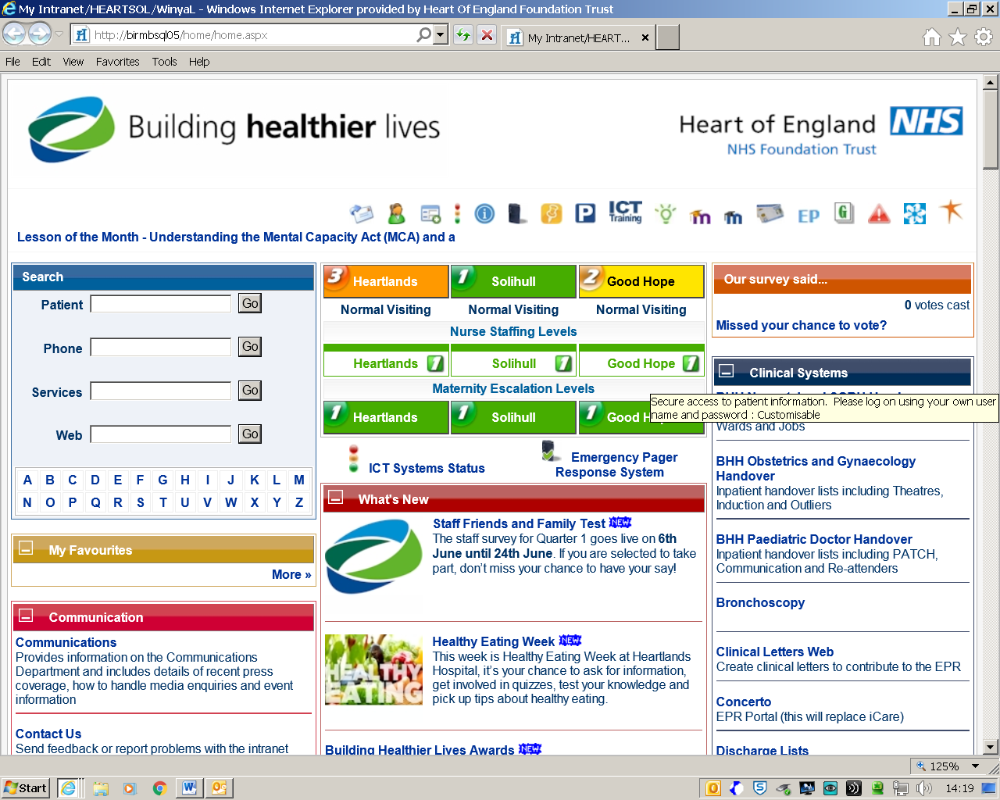 My Intranet/HEARTSOL/WinyaL - Windows Internet Explorer provided by Heart Of England Foundation Trust
http://birmbsql05/home/home.aspx
My Intranet/HEART...
File Edit View Favorites Tools Help
Building healthier lives
Heart of England NHS
NHS Foundation Trust
ICT
Training
EP
Lesson of the Month - Understanding the Mental Capacity Act (MCA) and a
Search
Patient Go
Phone Go
Services Go
Web Go
A B C D E F G H I J K L M
N O P Q R S T U V W X Y Z
My Favourites
More »
Communication
Communications
Provides information on the Communications
Department and includes details of recent press
coverage, how to handle media enquiries and event
information
Contact Us
Send feedback or report problems with the intranet
3 Heartlands 1 Solihull 2 Good Hope
Normal Visiting Normal Visiting Normal Visiting
Nurse Staffing Levels
Heartlands 1 Solihull 1 Good Hope 1
Maternity Escalation Levels
1 Heartlands 1 Solihull 1 Good H
ICT Systems Status
Emergency Pager
Response System
What's New
Staff Friends and Family Test NEW
The staff survey for Quarter 1 goes live on 6th
June until 24th June. If you are selected to take
part, don't miss your chance to have your say!
HEALTHY
EATING
Healthy Eating Week NEW
This week is Healthy Eating Week at Heartlands
Hospital, it's your chance to ask for information,
get involved in quizzes, test your knowledge and
pick up tips about healthy eating.
Building Healthier Lives Awards NEW
Our survey said...
0 votes cast
Missed your chance to vote?
Clinical Systems
Secure access to patient information. Please log on using your own user
name and password : Customisable
Wards and Jobs
BHH Obstetrics and Gynaecology
Handover
Inpatient handover lists including Theatres,
Induction and Outliers
BHH Paediatric Doctor Handover
Inpatient handover lists including PATCH,
Communication and Re-attenders
Bronchoscopy
Clinical Letters Web
Create clinical letters to contribute to the EPR
Concerto
EPR Portal (this will replace iCare)
Discharge Lists
125%
Start
14:19